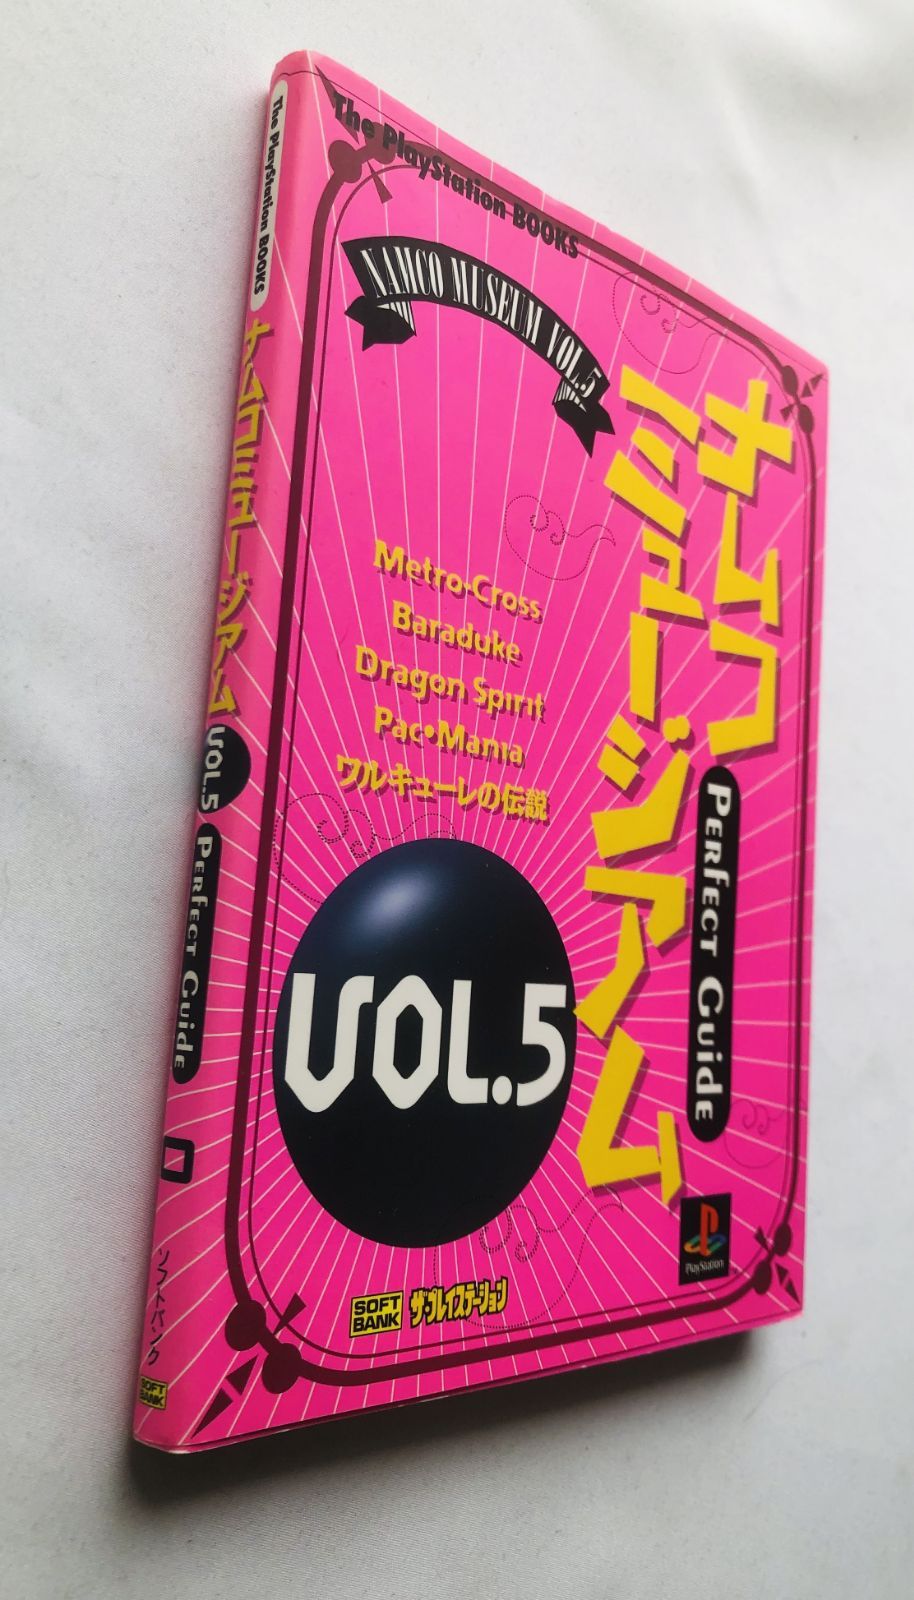 The PlayStation BOOKS
NAMCO MUSEUM VOL.5
ナムコ
ミュージアム
PERFECT GUIDE
Metro-Cross
Baraduke
Dragon Spirit
Pac•Mania
ワルキューレの伝説
VOL.5
PlayStation
SOFT
BANK
ザ・プレイステーション
The PlayStation BOOKS
ナムコミュージアム
VOL.5
PERFECT GUIDE
ソフトバンク
SOFT
BANK